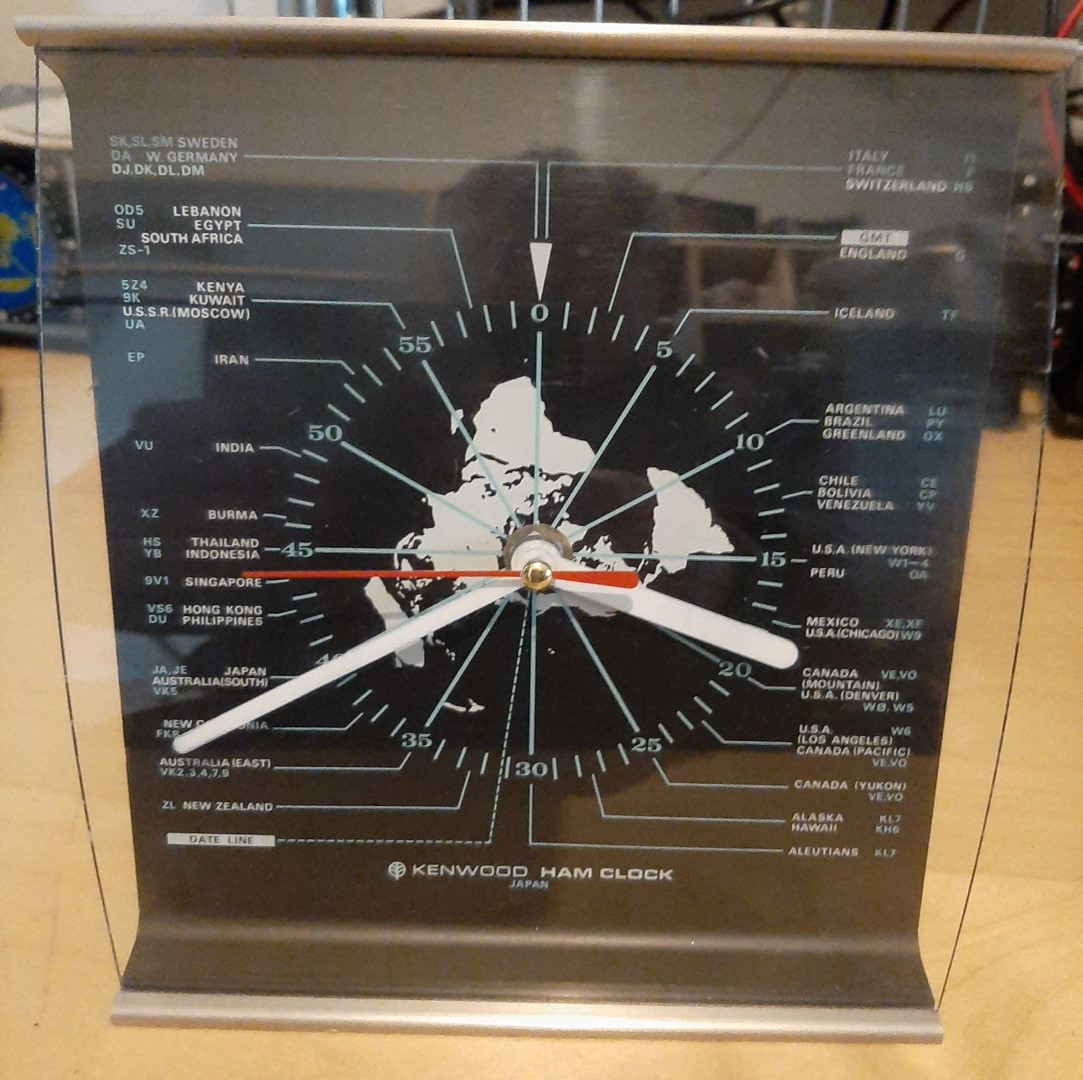 SK,SL,SM SWEDEN
DA W. GERMANY
DJ.DK,DL,DM
OD5 LEBANON
SU EGYPT
SOUTH AFRICA
ZS-1
5Z4 KENYA
9K KUWAIT
U.S.S.R.(MOSCOW)
UA
EP IRAN
VU INDIA
XZ BURMA
HS THAILAND
YB INDONESIA
9V1 SINGAPORE
VS6 HONG KONG
DU PHILIPPINES
JA,JE JAPAN
AUSTRALIA(SOUTH)
VK5
NEW
AUSTRALIA(EAST)
VK2,3,4,7,9
ZL NEW ZEALAND
DATE LINE
0
5
10
15
20
25
30
35
45
50
55
ITALY
FRANCE F
SWITZERLAND HB
GMT
ENGLAND G
ICELAND TF
ARGENTINA LU
BRAZIL PY
GREENLAND OX
CHILE CE
BOLIVIA CP
VENEZUELA YV
U.S.A. (NEW YORK)
W1-4
PERU OA
MEXICO XE,XF
U.S.A.(CHICAGO)W9
CANADA VE,VO
(MOUNTAIN)
U.S.A. (DENVER)
WØ, W5
U.S.A. W6
(LOS ANGELES)
CANADA (PACIFIC)
VE,VO
CANADA (YUKON)
VE,VO
ALASKA KL7
HAWAII KH6
ALEUTIANS KL7
KENWOOD HAM CLOCK
JAPAN